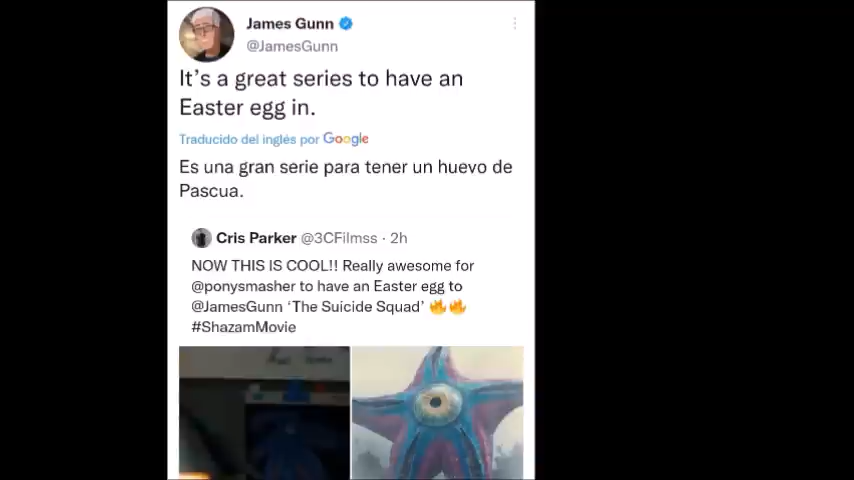 James Gunn
@JamesGunn
It's a great series to have an
Easter egg in.
Traducido del inglés por Google
Es una gran serie para tener un huevo de
Pascua.
Cris Parker @3CFilmss · 2h
NOW THIS IS COOL!! Really awesome for
@ponysmasher to have an Easter egg to
@JamesGunn ‘The Suicide Squad’ 🔥🔥
#ShazamMovie